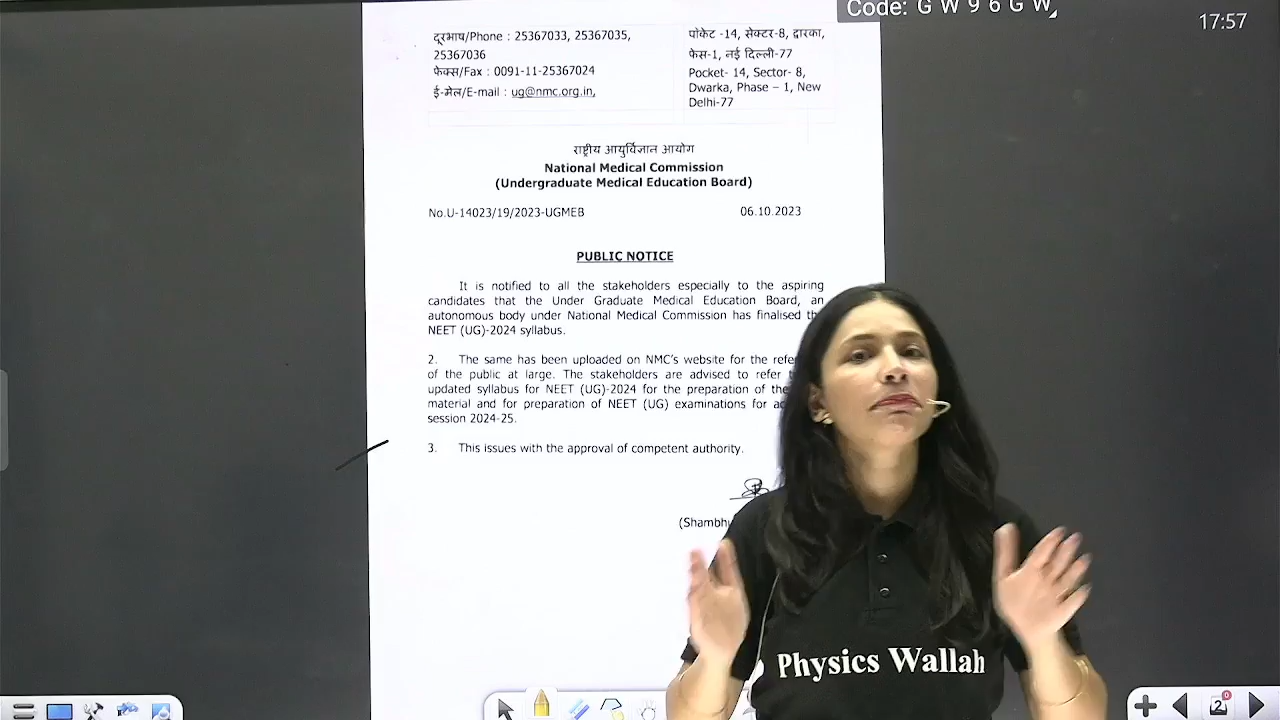 Code: G W 9 6 G W
17:57
दूरभाष/Phone : 25367033, 25367035,
25367036
फेक्स/Fax : 0091-11-25367024
ई-मेल/E-mail : ug@nmc.org.in,
पॉकेट -14, सेक्टर-8, द्वारका,
फेस-1, नई दिल्ली-77
Pocket- 14, Sector- 8,
Dwarka, Phase – 1, New
Delhi-77
राष्ट्रीय आयुर्विज्ञान आयोग
National Medical Commission
(Undergraduate Medical Education Board)
No.U-14023/19/2023-UGMEB 06.10.2023
PUBLIC NOTICE
It is notified to all the stakeholders especially to the aspiring
candidates that the Under Graduate Medical Education Board, an
autonomous body under National Medical Commission has finalised
NEET (UG)-2024 syllabus.
2. The same has been uploaded on NMC's website for the
of the public at large. The stakeholders are advised to refer
updated syllabus for NEET (UG)-2024 for the preparation of the
material and for preparation of NEET (UG) examinations for
session 2024-25.
3. This issues with the approval of competent authority.
(Shambhu
Physics Wallah
2
0